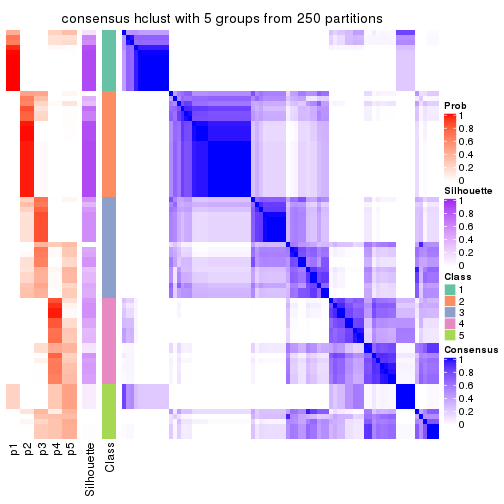 consensus hclust with 5 groups from 250 partitions
Prob
1
0.8
0.6
0.4
0.2
0
Silhouette
1
0.8
0.6
0.4
0.2
0
Class
1
2
3
4
5
Consensus
1
0.8
0.6
0.4
0.2
0
p1
p2
p3
p4
p5
Silhouette
Class